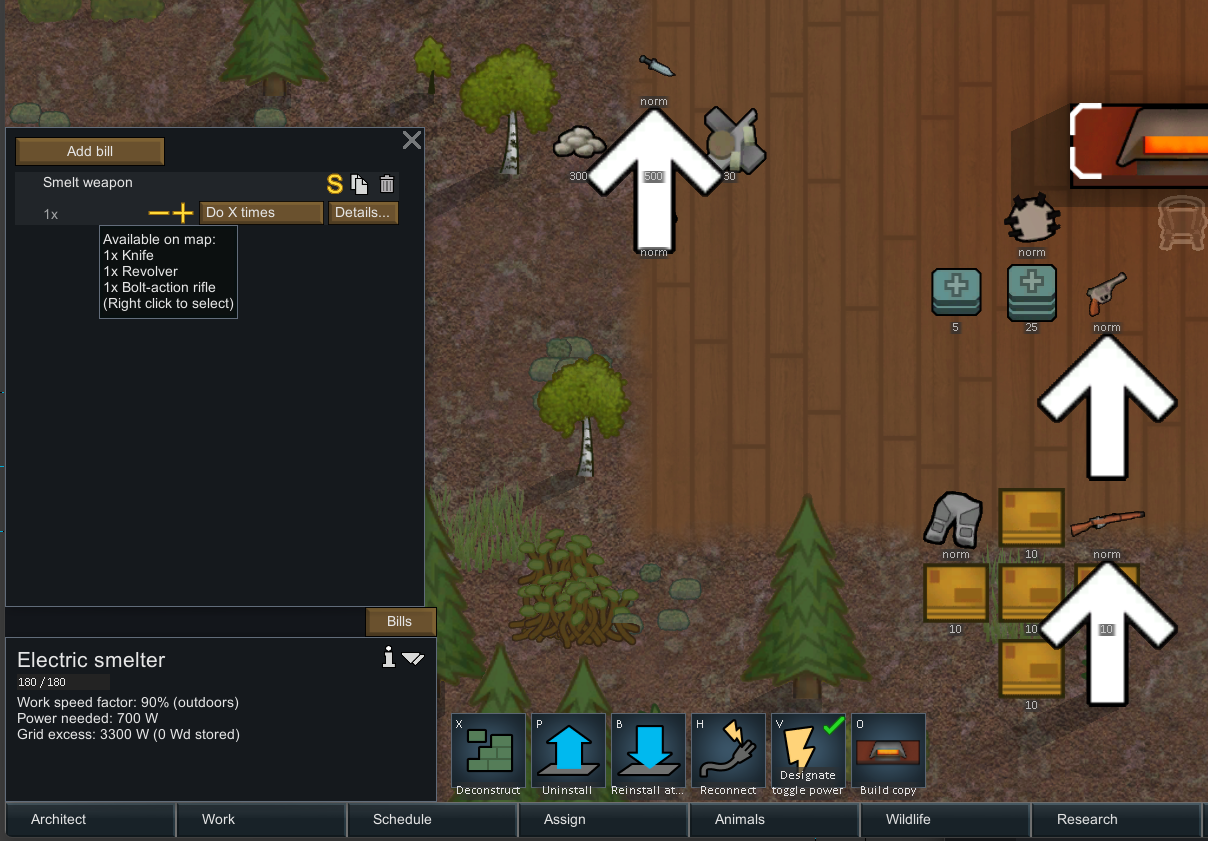 norm
300
500
30
norm
Add bill
Smelt weapon
S
1x
Do X times
Details...
Available on map:
1x Knife
1x Revolver
1x Bolt-action rifle
(Right click to select)
norm
5
25
norm
norm
10
norm
10
10
10
10
Bills
Electric smelter
180 / 180
Work speed factor: 90% (outdoors)
Power needed: 700 W
Grid excess: 3300 W (0 Wd stored)
X
Deconstruct
P
Uninstall
B
Reinstall at...
H
Reconnect
V
Designate
toggle power
O
Build copy
Architect
Work
Schedule
Assign
Animals
Wildlife
Research